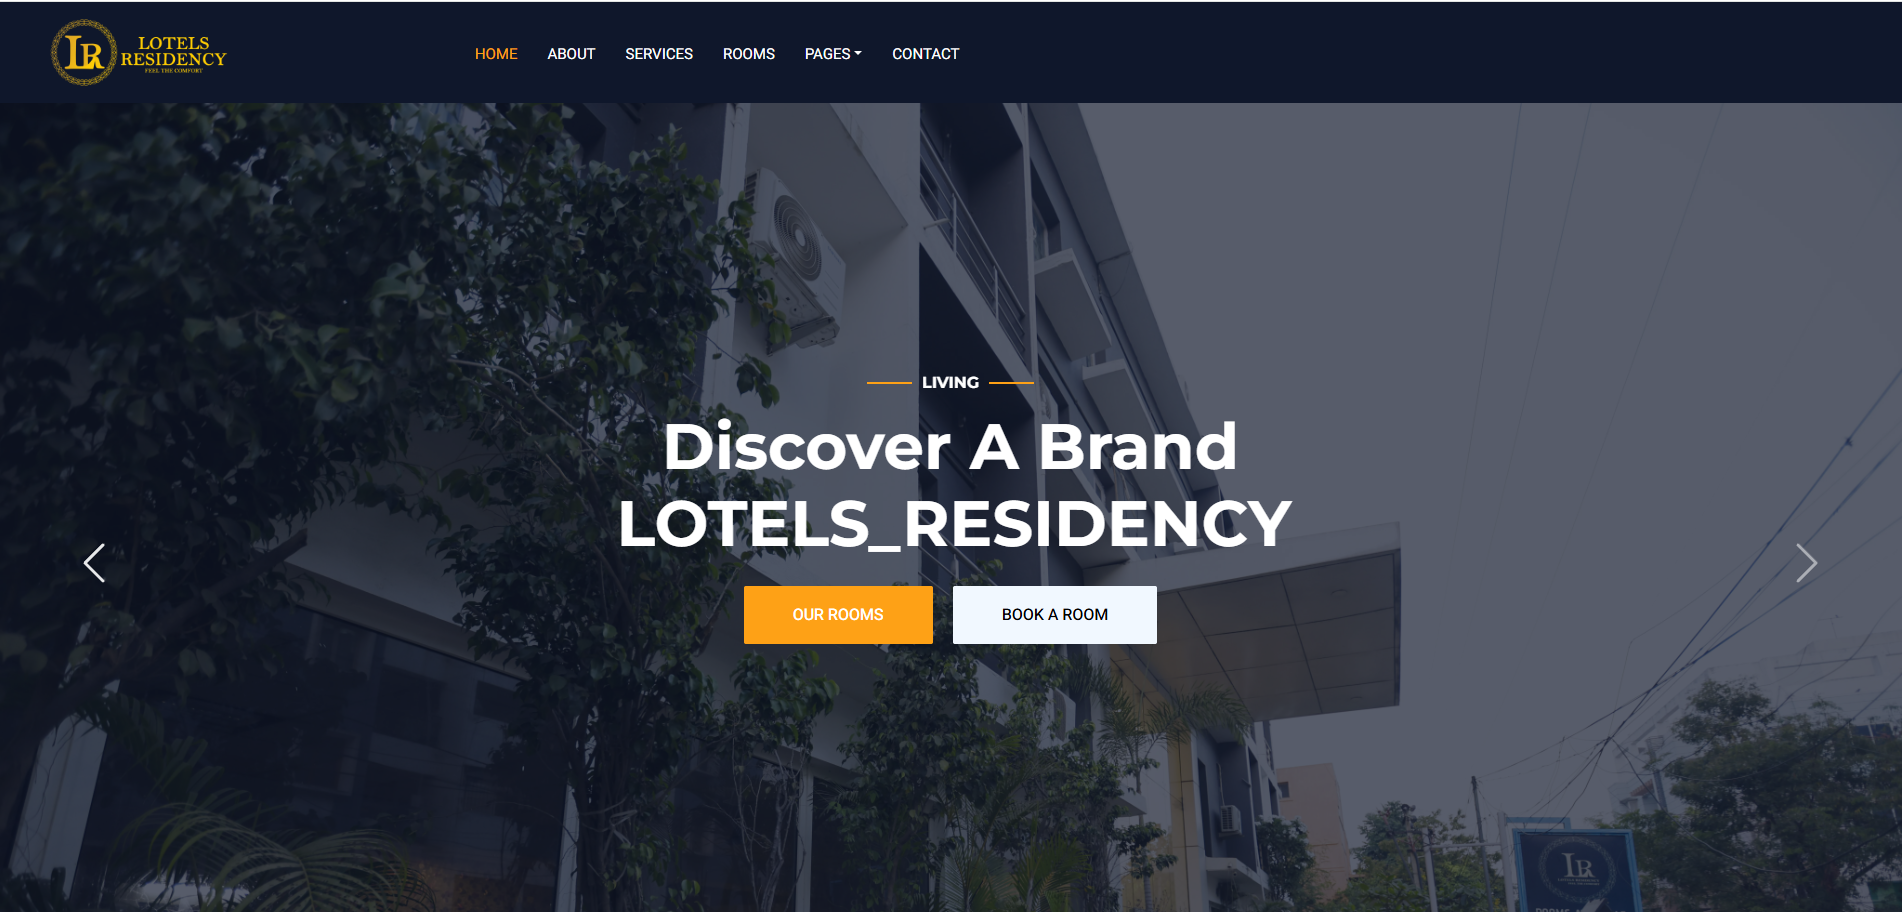 LR
LOTELS
RESIDENCY
FEEL THE COMFORT
HOME
ABOUT
SERVICES
ROOMS
PAGES
CONTACT
LIVING
Discover A Brand
LOTELS_RESIDENCY
OUR ROOMS
BOOK A ROOM
LR